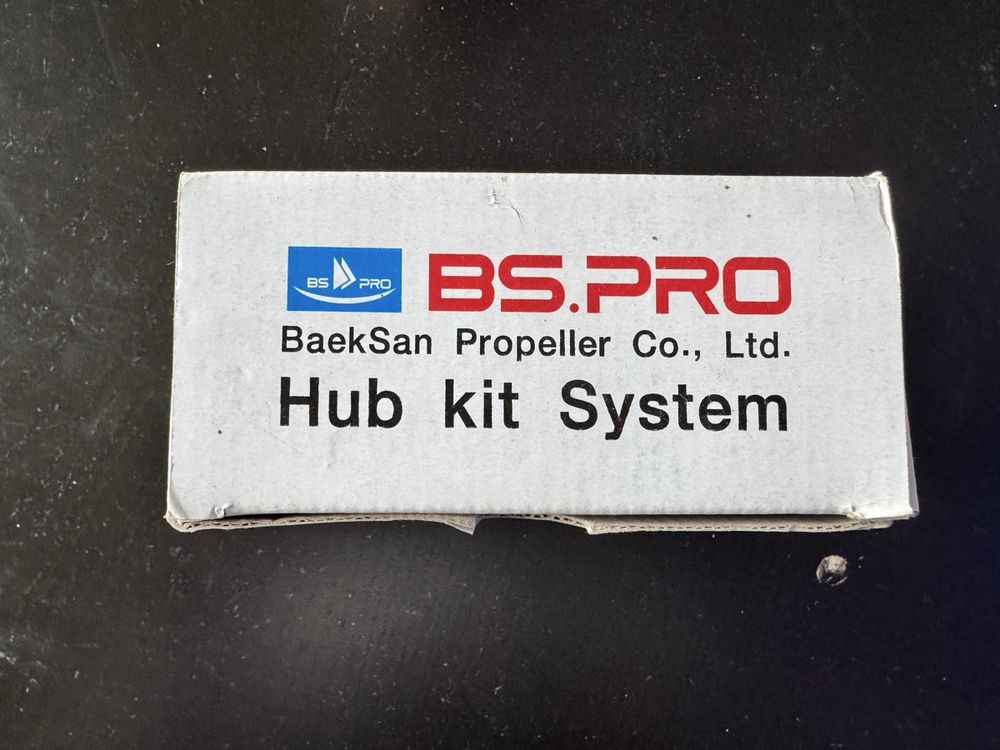 BS PRO BS.PRO
BaekSan Propeller Co., Ltd.
Hub kit System